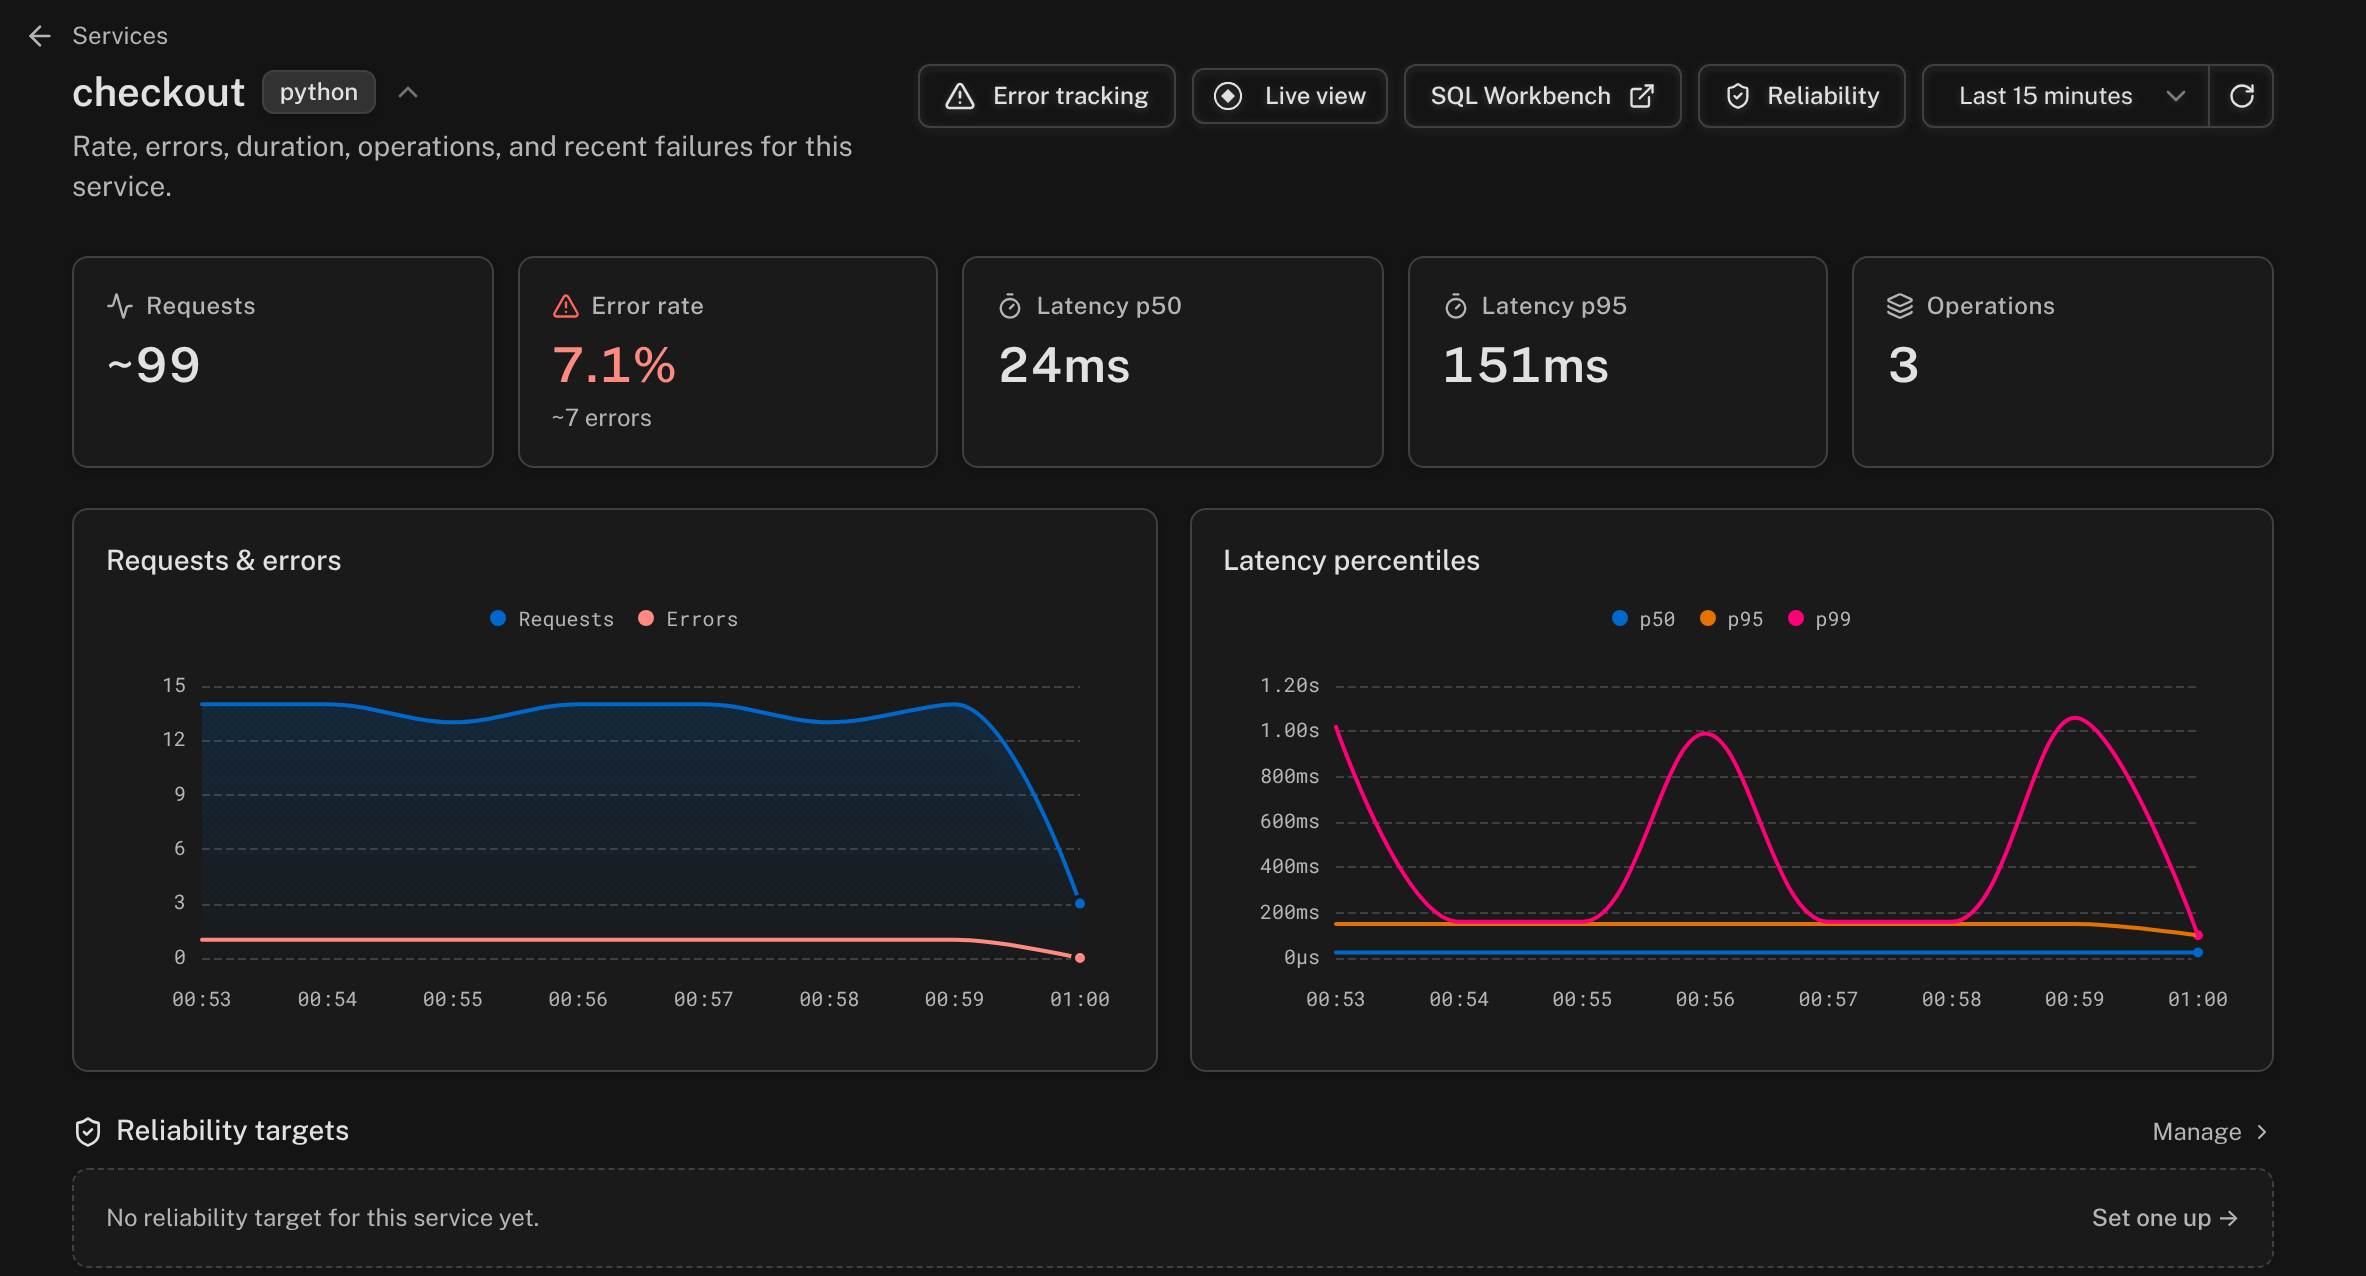 Services
checkout python
Error tracking
Live view
SQL Workbench
Reliability
Last 15 minutes
Rate, errors, duration, operations, and recent failures for this
service.
Requests
~99
Error rate
7.1%
~7 errors
Latency p50
24ms
Latency p95
151ms
Operations
3
Requests & errors
Requests Errors
15
12
9
6
3
0
00:53 00:54 00:55 00:56 00:57 00:58 00:59 01:00
Latency percentiles
p50 p95 p99
1.20s
1.00s
800ms
600ms
400ms
200ms
0µs
00:53 00:54 00:55 00:56 00:57 00:58 00:59 01:00
Reliability targets
Manage
No reliability target for this service yet.
Set one up →